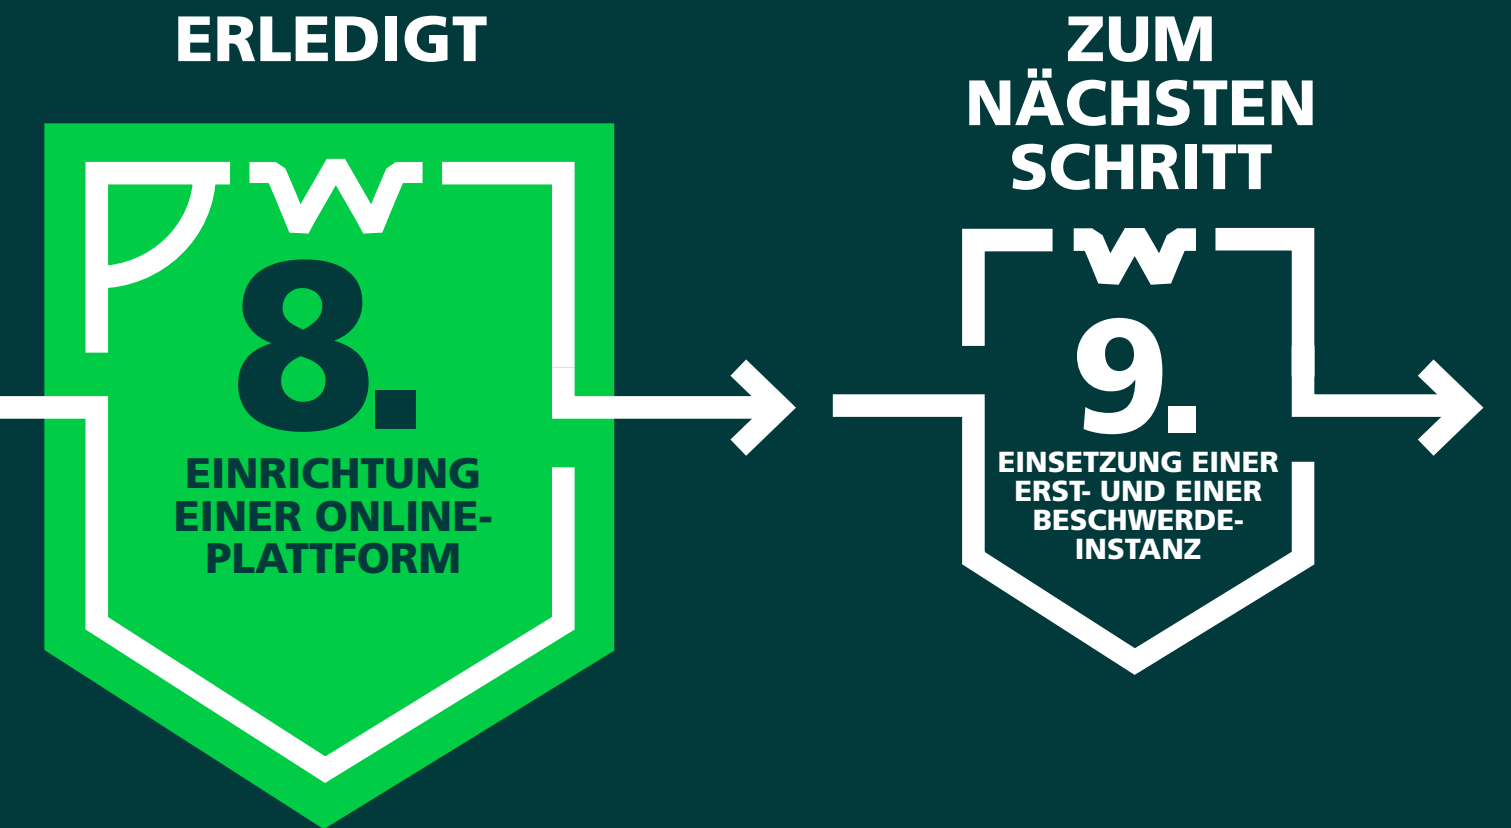 ERLEDIGT
W
8.
EINRICHTUNG
EINER ONLINE-
PLATTFORM
ZUM
NÄCHSTEN
SCHRITT
W
9.
EINSETZUNG EINER
ERST- UND EINER
BESCHWERDE-
INSTANZ